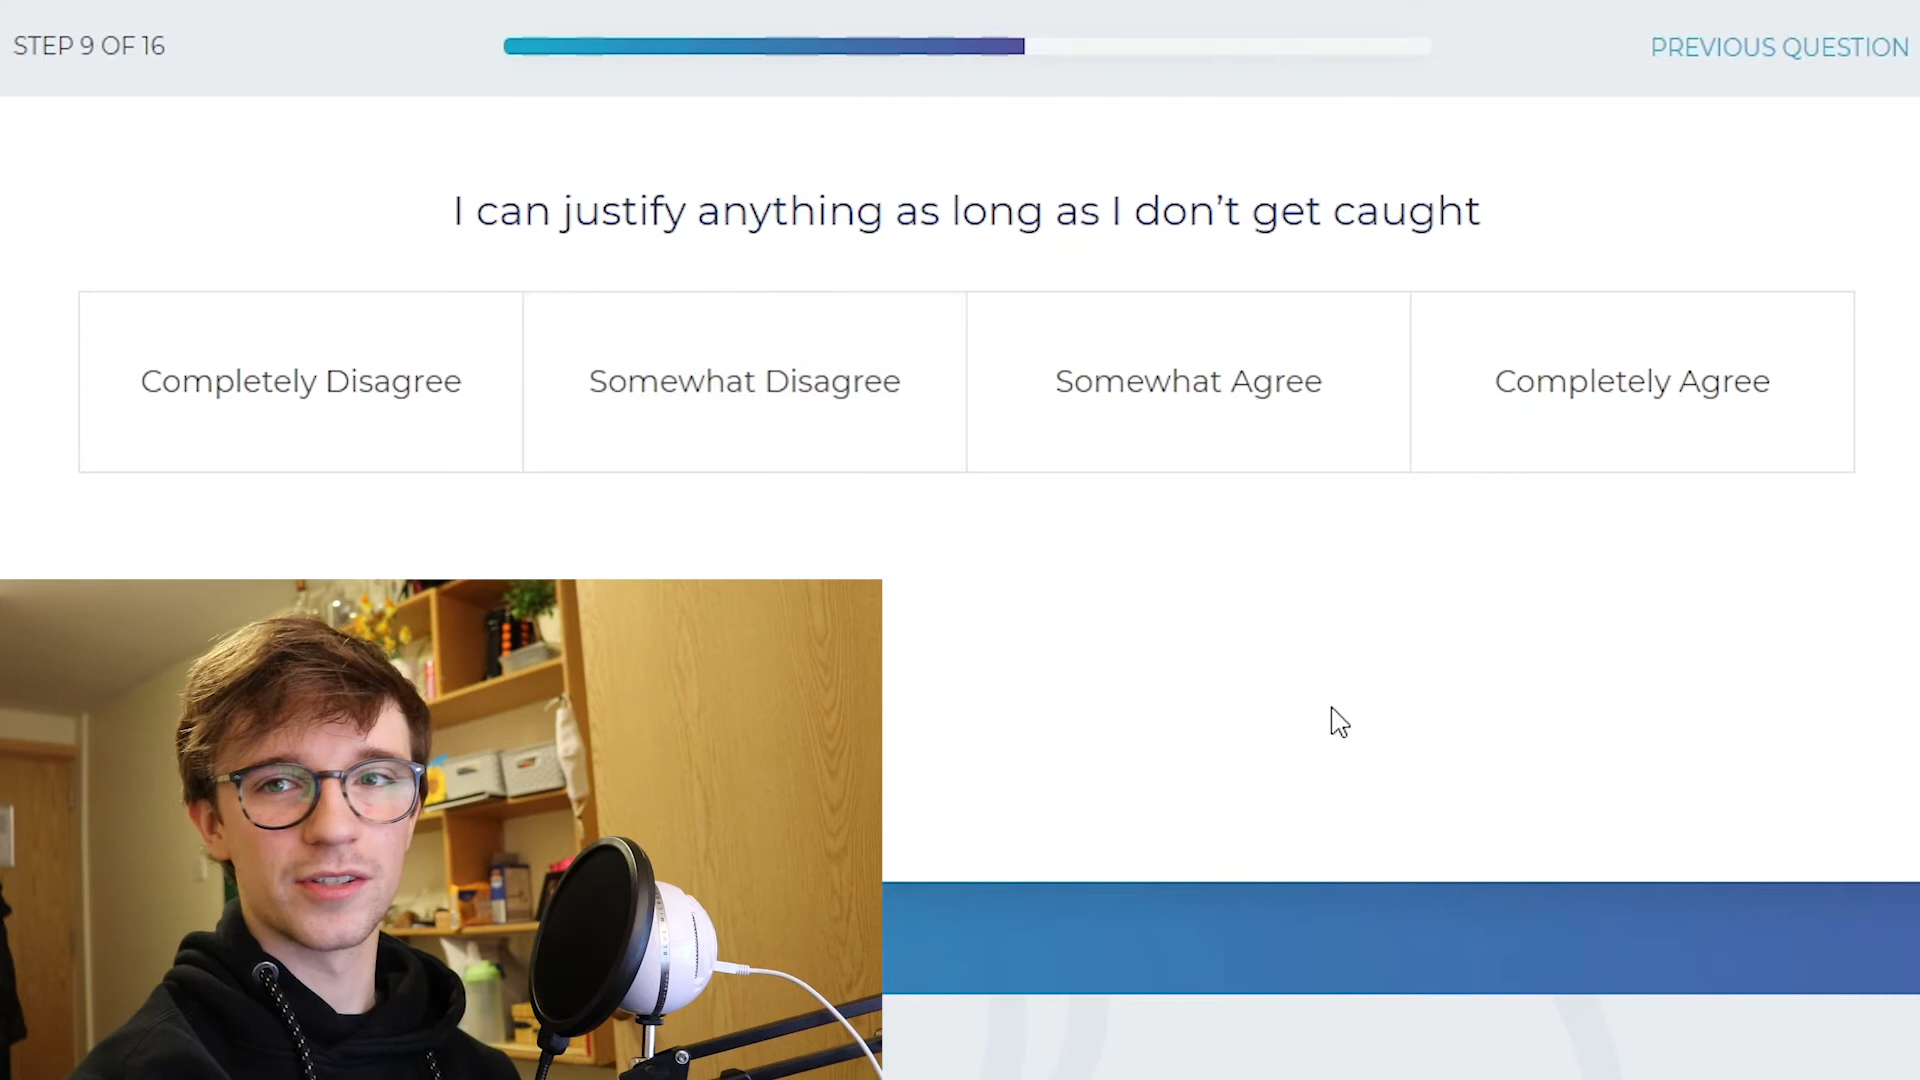 STEP 9 OF 16
PREVIOUS QUESTION
I can justify anything as long as I don’t get caught
Completely Disagree
Somewhat Disagree
Somewhat Agree
Completely Agree